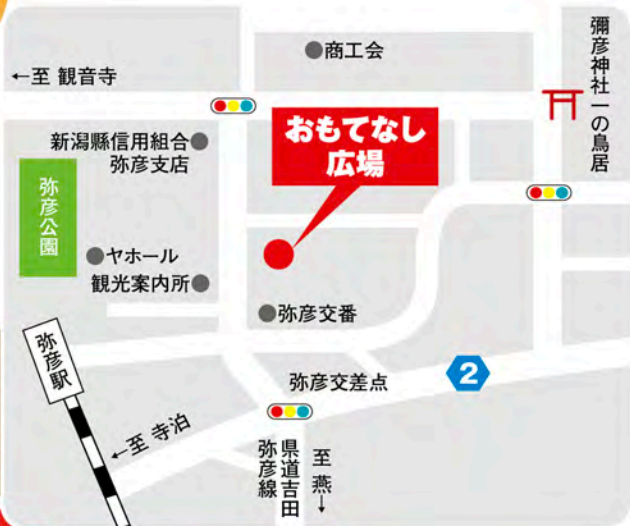 商工会
←至 観音寺
彌彦神社一の鳥居
おもてなし
広場
新潟縣信用組合
弥彦支店
弥彦公園
ヤホール
観光案内所
弥彦交番
弥彦駅
弥彦交差点
2
←至 寺泊
県道吉田
弥彦線
至 燕→